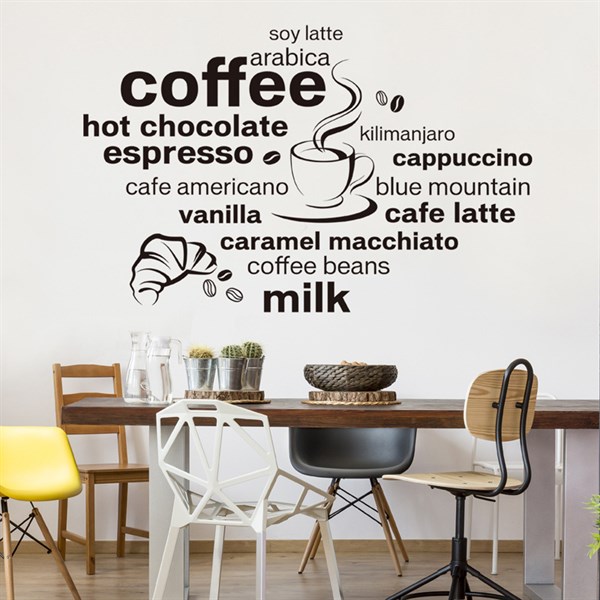 soy latte
arabica
coffee
hot chocolate
kilimanjaro
espresso
cappuccino
cafe americano
blue mountain
vanilla
cafe latte
caramel macchiato
coffee beans
milk